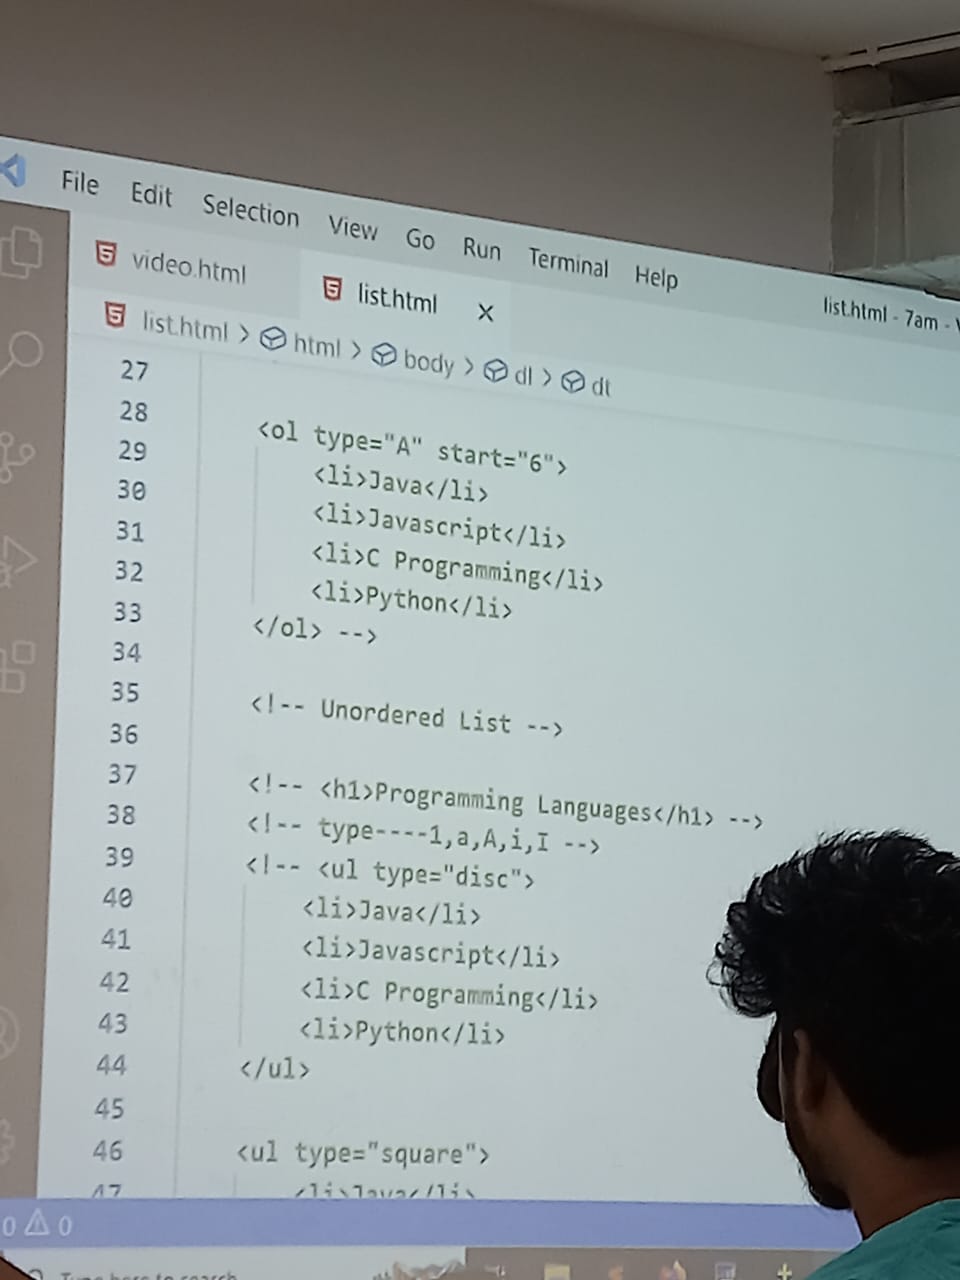 File Edit Selection View Go Run Terminal Help
list.html - 7am -
video.html list.html
list.html > html > body > dl > dt
27
28 <ol type="A" start="6">
29 <li>Java</li>
30 <li>Javascript</li>
31 <li>C Programming</li>
32 <li>Python</li>
33 </ol> -->
34
35 <!-- Unordered List -->
36
37 <!-- <h1>Programming Languages</h1> -->
38 <!-- type----1,a,A,i,I -->
39 <!-- <ul type="disc">
40 <li>Java</li>
41 <li>Javascript</li>
42 <li>C Programming</li>
43 <li>Python</li>
44 </ul>
45
46 <ul type="square">
47 <li>Java</li>
0 0
Type here to search